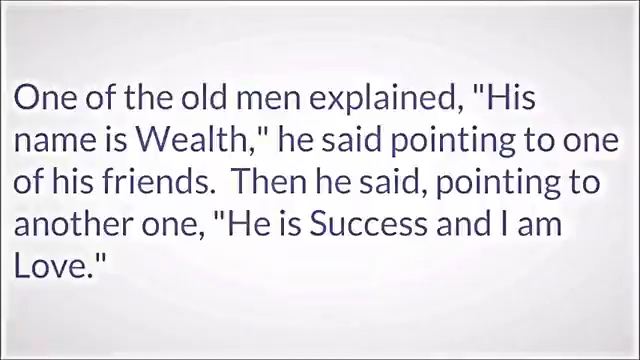 One of the old men explained, "His
name is Wealth," he said pointing to one
of his friends.  Then he said, pointing to
another one, "He is Success and I am
Love."